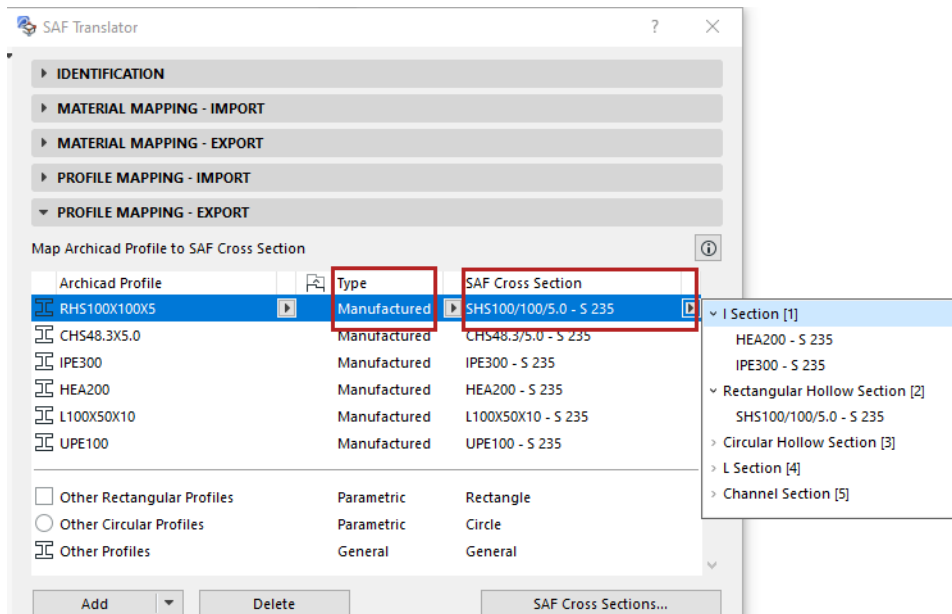 SAF Translator
IDENTIFICATION
MATERIAL MAPPING - IMPORT
MATERIAL MAPPING - EXPORT
PROFILE MAPPING - IMPORT
PROFILE MAPPING - EXPORT
Map Archicad Profile to SAF Cross Section
Archicad Profile Type SAF Cross Section
RHS100X100X5 Manufactured SHS100/100/5.0 - S 235
CHS48.3X5.0 Manufactured CHS48.3/5.0 - S 235
IPE300 Manufactured IPE300 - S 235
HEA200 Manufactured HEA200 - S 235
L100X50X10 Manufactured L100X50X10 - S 235
UPE100 Manufactured UPE100 - S 235
Other Rectangular Profiles Parametric Rectangle
Other Circular Profiles Parametric Circle
Other Profiles General General
Add Delete SAF Cross Sections...
I Section [1]
HEA200 - S 235
IPE300 - S 235
Rectangular Hollow Section [2]
SHS100/100/5.0 - S 235
Circular Hollow Section [3]
L Section [4]
Channel Section [5]